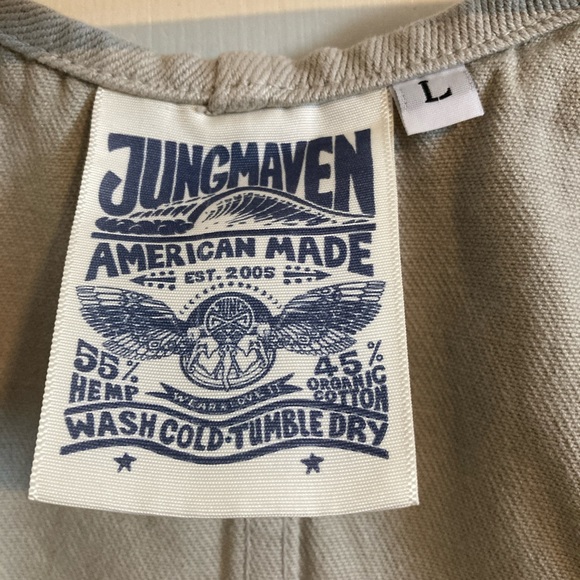 JUNGMAVEN
L
AMERICAN MADE
EST. 2005
55% HEMP
45% ORGANIC COTTON
WASH COLD · TUMBLE DRY